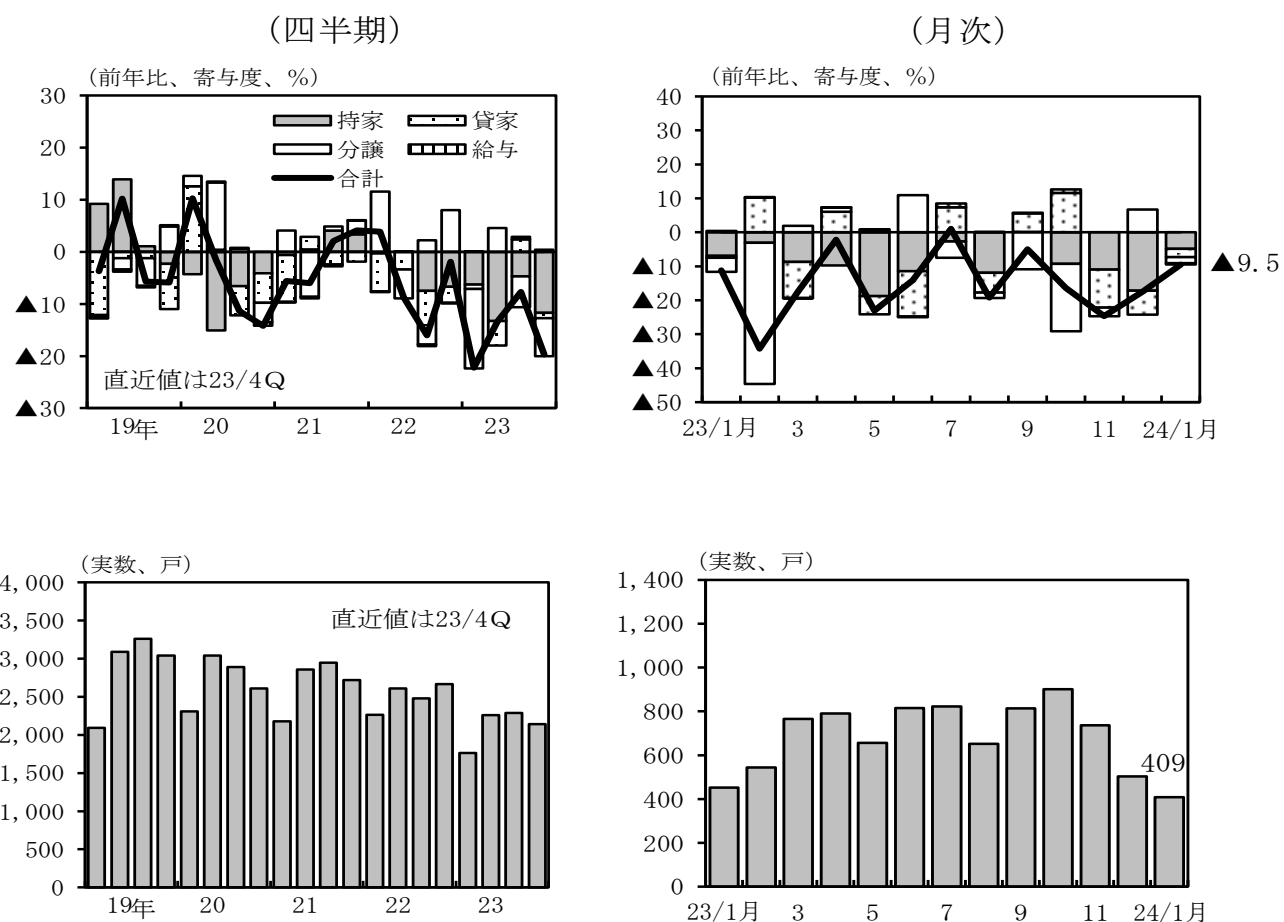 (四半期)
(月次)
(前年比、寄与度、%)
30
20
10
0
▲10
▲20
▲30
持家
貸家
分譲
給与
合計
直近値は23/4Q
19年 20 21 22 23
(前年比、寄与度、%)
40
30
20
10
0
▲10
▲20
▲30
▲40
▲50
▲9.5
23/1月 3 5 7 9 11 24/1月
(実数、戸)
4,000
3,500
3,000
2,500
2,000
1,500
1,000
500
0
直近値は23/4Q
19年 20 21 22 23
(実数、戸)
1,400
1,200
1,000
800
600
400
200
0
409
23/1月 3 5 7 9 11 24/1月